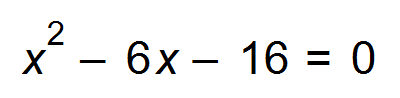 x² – 6x – 16 = 0